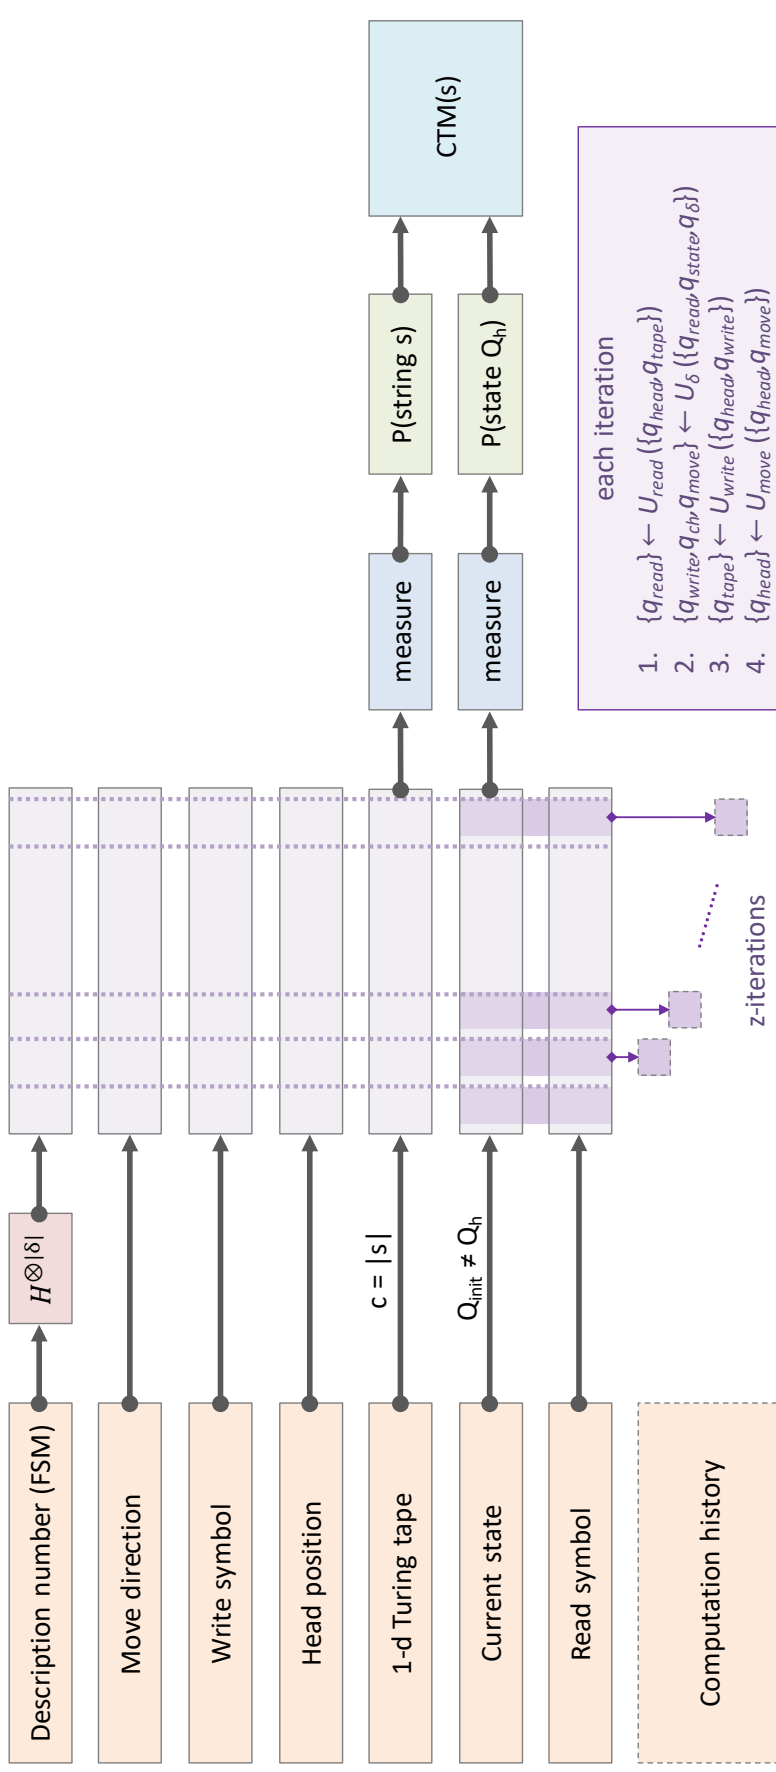 Description number (FSM)
Move direction
Write symbol
Head position
1-d Turing tape
Current state
Read symbol
Computation history
H⊗|δ|
c = |s|
Q_init ≠ Q_h
z-iterations
measure
measure
P(string s)
P(state Q_h)
CTM(s)
each iteration
1. {q_read} ← U_read ({q_head,q_tape})
2. {q_write,q_ch,q_move} ← U_δ ({q_read,q_state,q_δ})
3. {q_tape} ← U_write ({q_head,q_write})
4. {q_head} ← U_move ({q_head,q_move})